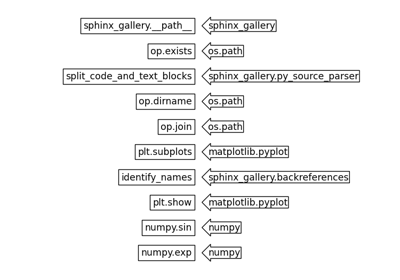 sphinx_gallery.__path__ sphinx_gallery
op.exists os.path
split_code_and_text_blocks sphinx_gallery.py_source_parser
op.dirname os.path
op.join os.path
plt.subplots matplotlib.pyplot
identify_names sphinx_gallery.backreferences
plt.show matplotlib.pyplot
numpy.sin numpy
numpy.exp numpy